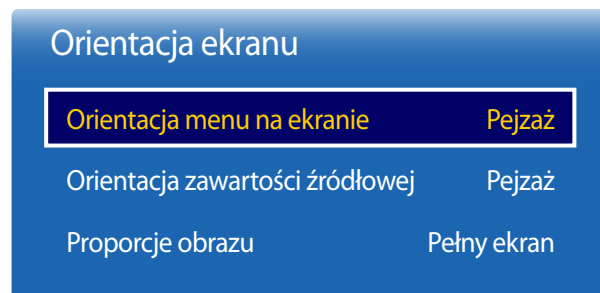 Orientacja ekranu
Orientacja menu na ekranie Pejzaż
Orientacja zawartości źródłowej Pejzaż
Proporcje obrazu Pełny ekran